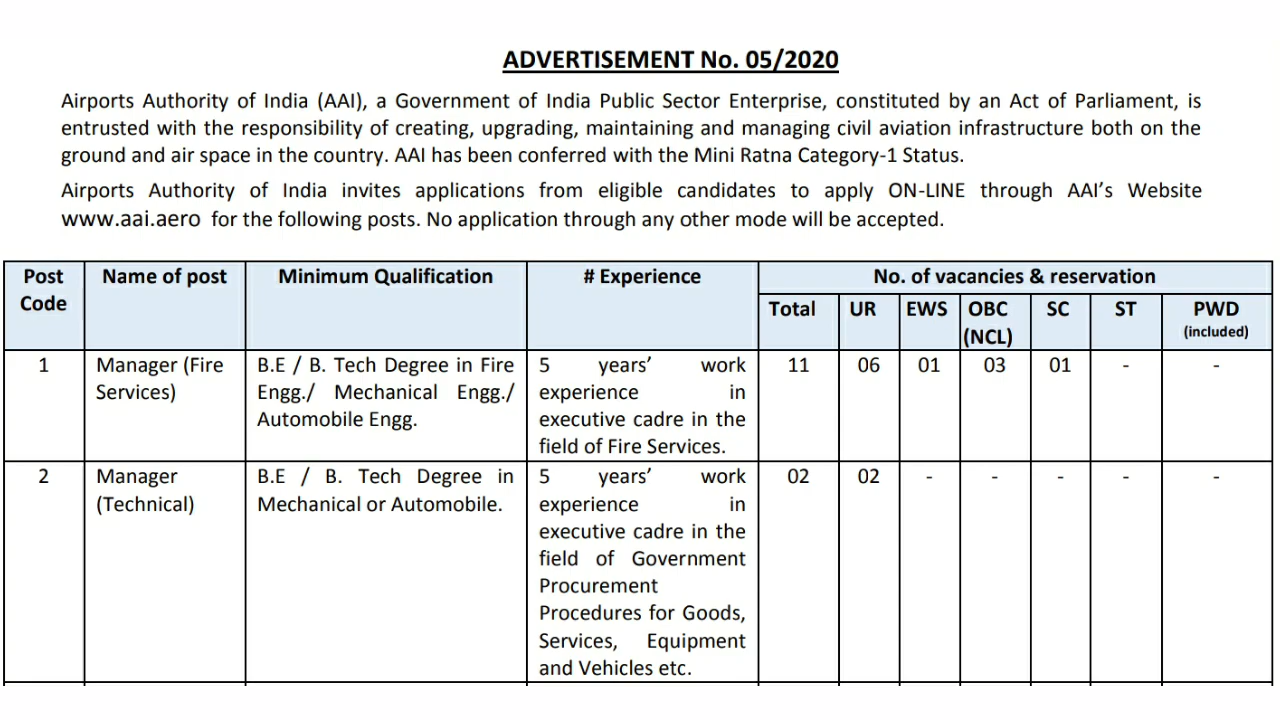 ADVERTISEMENT No. 05/2020
Airports Authority of India (AAI), a Government of India Public Sector Enterprise, constituted by an Act of Parliament, is
entrusted with the responsibility of creating, upgrading, maintaining and managing civil aviation infrastructure both on the
ground and air space in the country. AAI has been conferred with the Mini Ratna Category-1 Status.
Airports Authority of India invites applications from eligible candidates to apply ON-LINE through AAI's Website
www.aai.aero for the following posts. No application through any other mode will be accepted.
Post Name of post Minimum Qualification # Experience No. of vacancies & reservation
Code Total UR EWS OBC SC ST PWD
(NCL) (included)
1 Manager (Fire B.E / B. Tech Degree in Fire 5 years' work 11 06 01 03 01 - -
Services) Engg./ Mechanical Engg./ experience in
Automobile Engg. executive cadre in the
field of Fire Services.
2 Manager B.E / B. Tech Degree in 5 years' work 02 02 - - - - -
(Technical) Mechanical or Automobile. experience in
executive cadre in the
field of Government
Procurement
Procedures for Goods,
Services, Equipment
and Vehicles etc.